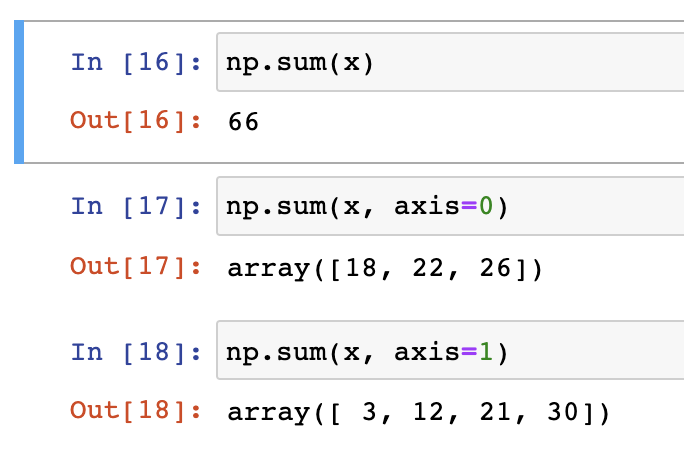 In [16]: np.sum(x)
Out[16]: 66
In [17]: np.sum(x, axis=0)
Out[17]: array([18, 22, 26])
In [18]: np.sum(x, axis=1)
Out[18]: array([ 3, 12, 21, 30])